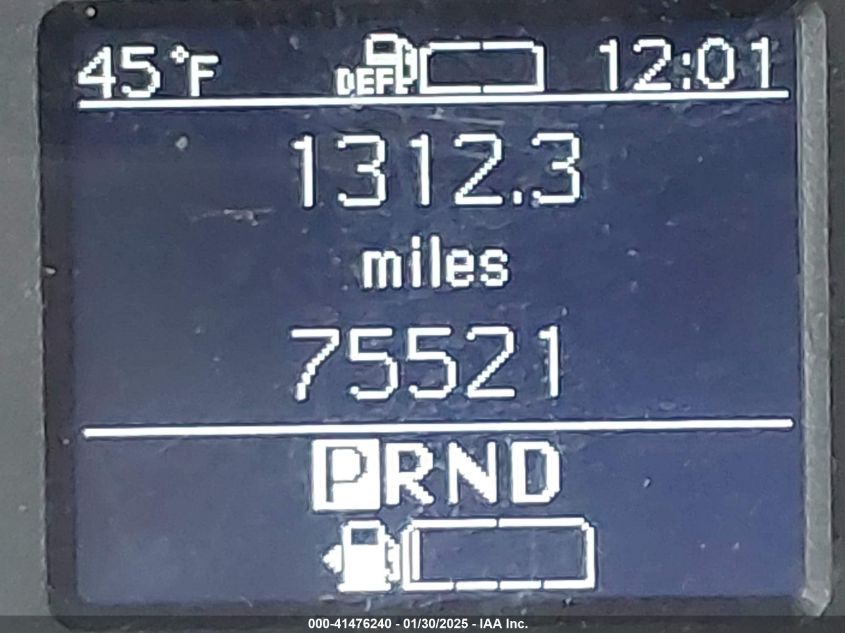 45°F DEF 12:01
1312.3
miles
75521
PRND
000-41476240 - 01/30/2025 - IAA Inc.